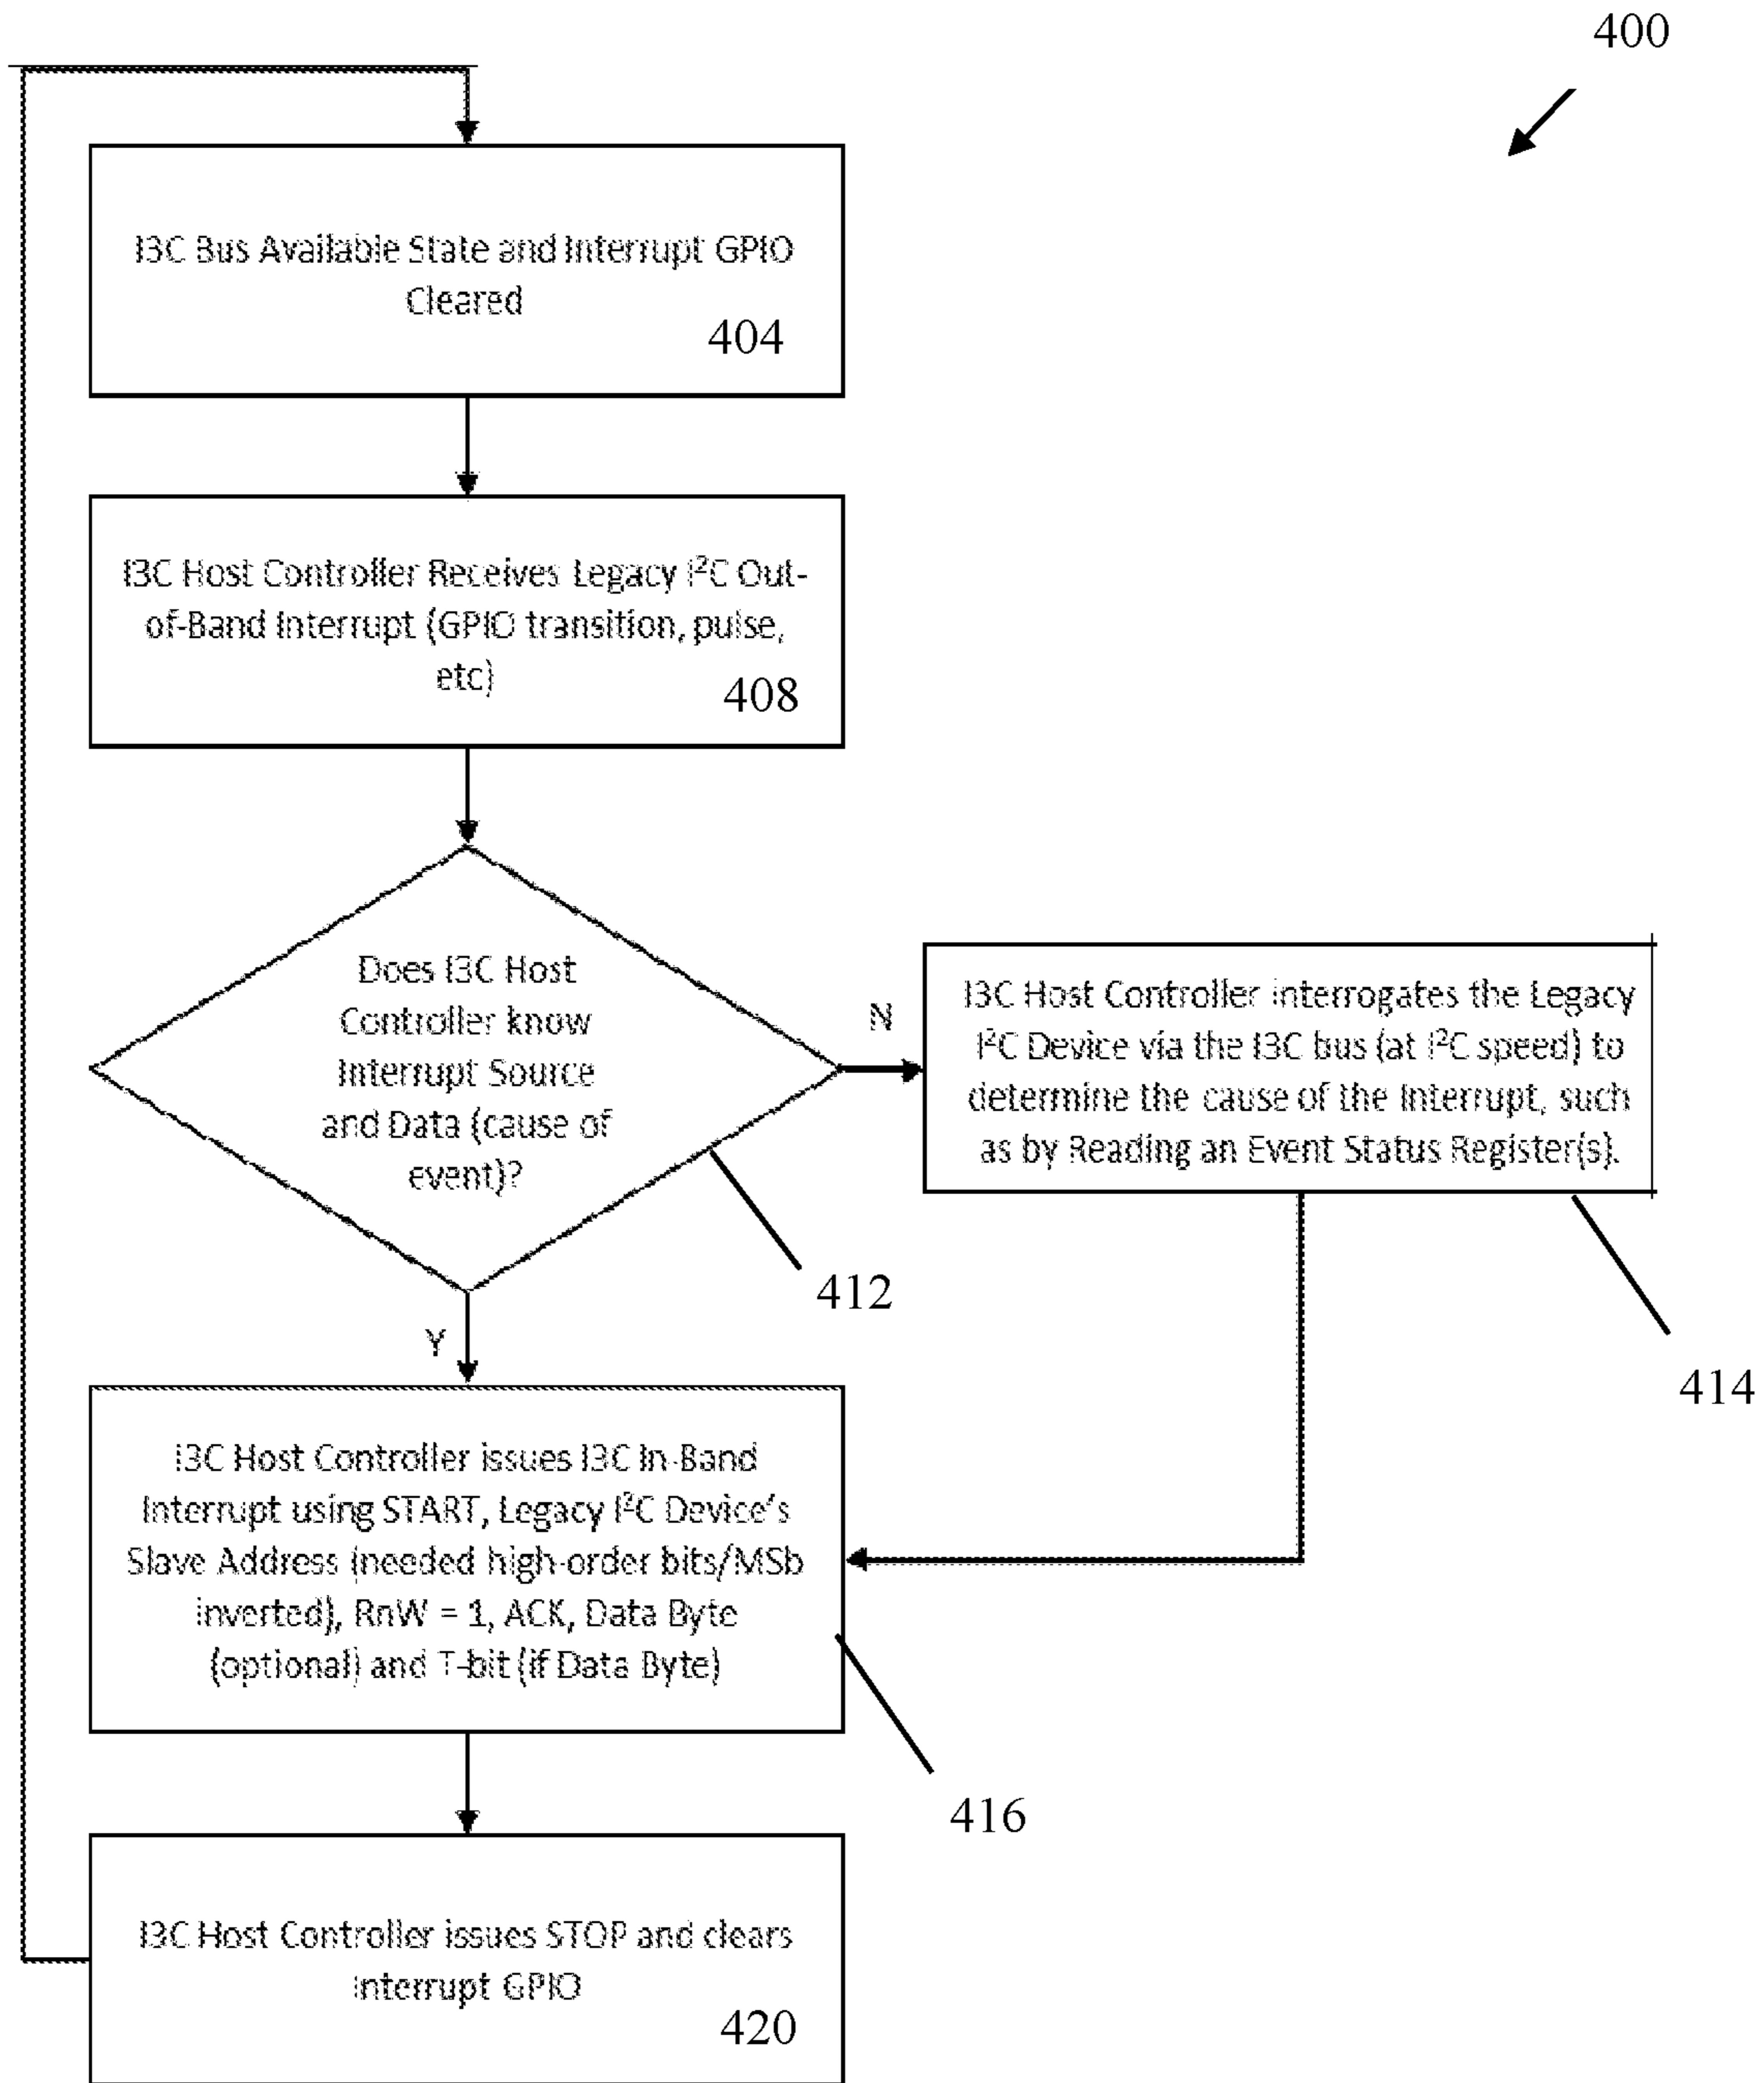 400
I3C Bus Available State and Interrupt GPIO
Cleared
404
I3C Host Controller Receives Legacy I²C Out-
of-Band Interrupt (GPIO transition, pulse,
etc)
408
Does I3C Host
Controller know
Interrupt Source
and Data (cause of
event)?
412
N
I3C Host Controller interrogates the Legacy
I²C Device via the I3C bus (at I²C speed) to
determine the cause of the Interrupt, such
as by Reading an Event Status Register(s).
414
Y
I3C Host Controller issues I3C In-Band
Interrupt using START, Legacy I²C Device's
Slave Address (needed high-order bits/MSb
inverted), RnW = 1, ACK, Data Byte
(optional) and T-bit (if Data Byte)
416
I3C Host Controller issues STOP and clears
Interrupt GPIO
420